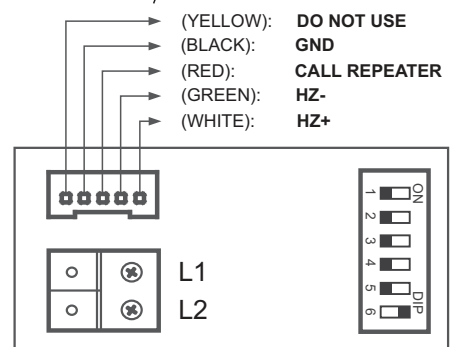 (YELLOW): DO NOT USE
(BLACK): GND
(RED): CALL REPEATER
(GREEN): HZ-
(WHITE): HZ+
L1
L2
ON
1
2
3
4
5
6
DIP